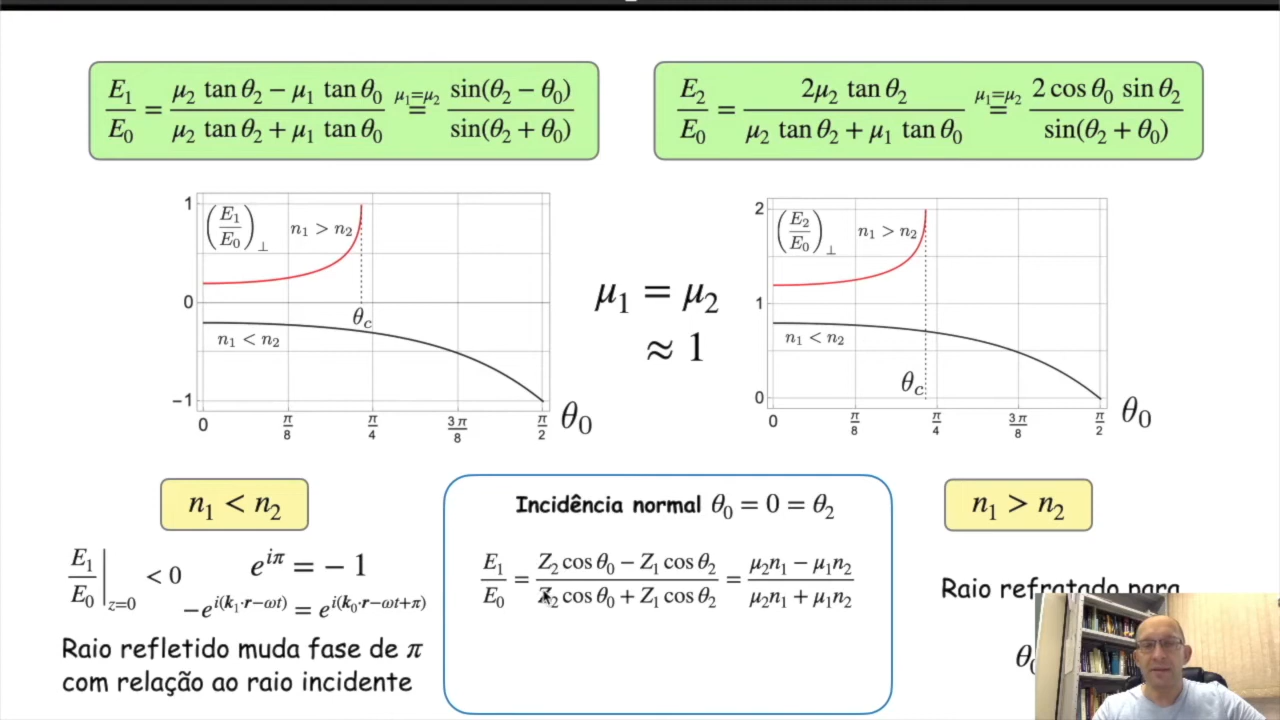 E₁/E₀ = (μ₂ tan θ₂ − μ₁ tan θ₀)/(μ₂ tan θ₂ + μ₁ tan θ₀) =^(μ₁=μ₂) sin(θ₂ − θ₀)/sin(θ₂ + θ₀)
E₂/E₀ = 2μ₂ tan θ₂/(μ₂ tan θ₂ + μ₁ tan θ₀) =^(μ₁=μ₂) 2 cos θ₀ sin θ₂/sin(θ₂ + θ₀)
(E₁/E₀)⊥
n₁ > n₂
n₁ < n₂
θc
1
0
−1
0 π/8 π/4 3π/8 π/2
θ₀
μ₁ = μ₂
≈ 1
(E₂/E₀)⊥
n₁ > n₂
n₁ < n₂
θc
2
1
0
0 π/8 π/4 3π/8 π/2
θ₀
n₁ < n₂
E₁/E₀|z=0 < 0
e^(iπ) = − 1
−e^(i(k₁·r−ωt)) = e^(i(k₀·r−ωt+π))
Raio refletido muda fase de π
com relação ao raio incidente
Incidência normal θ₀ = 0 = θ₂
E₁/E₀ = (Z₂ cos θ₀ − Z₁ cos θ₂)/(Z₂ cos θ₀ + Z₁ cos θ₂) = (μ₂n₁ − μ₁n₂)/(μ₂n₁ + μ₁n₂)
n₁ > n₂
Raio refratado para